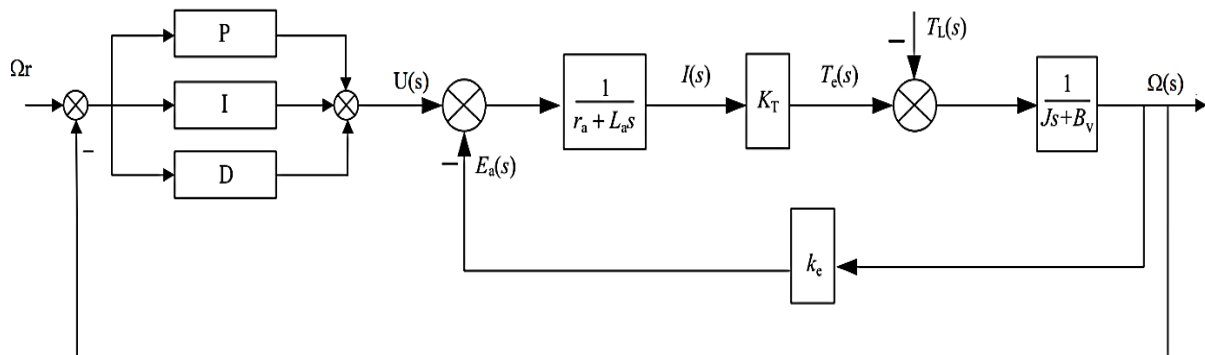 Ωr
P
I
D
−
U(s)
−
E_a(s)
1
r_a + L_a s
I(s)
K_T
T_e(s)
−
T_L(s)
1
Js+B_v
Ω(s)
k_e